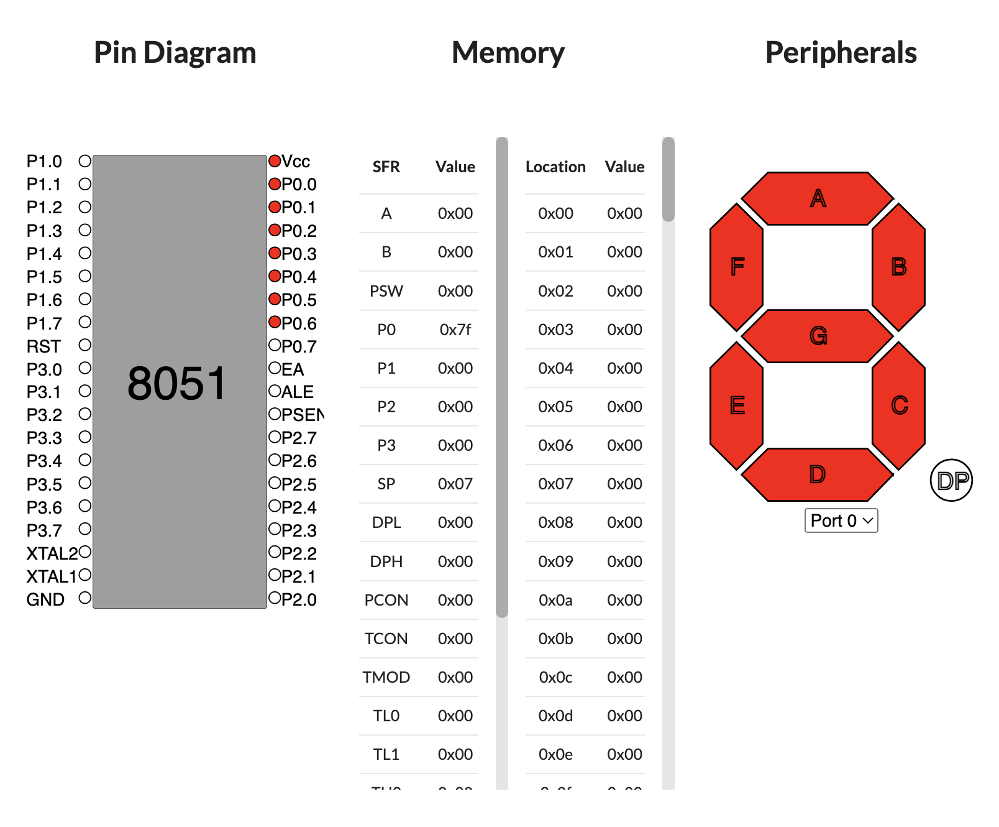 Pin Diagram
P1.0
P1.1
P1.2
P1.3
P1.4
P1.5
P1.6
P1.7
RST
P3.0
P3.1
P3.2
P3.3
P3.4
P3.5
P3.6
P3.7
XTAL2
XTAL1
GND
8051
Vcc
P0.0
P0.1
P0.2
P0.3
P0.4
P0.5
P0.6
P0.7
EA
ALE
PSEN
P2.7
P2.6
P2.5
P2.4
P2.3
P2.2
P2.1
P2.0
Memory
SFR Value
A 0x00
B 0x00
PSW 0x00
P0 0x7f
P1 0x00
P2 0x00
P3 0x00
SP 0x07
DPL 0x00
DPH 0x00
PCON 0x00
TCON 0x00
TMOD 0x00
TL0 0x00
TL1 0x00
Location Value
0x00 0x00
0x01 0x00
0x02 0x00
0x03 0x00
0x04 0x00
0x05 0x00
0x06 0x00
0x07 0x00
0x08 0x00
0x09 0x00
0x0a 0x00
0x0b 0x00
0x0c 0x00
0x0d 0x00
0x0e 0x00
Peripherals
A
F B
G
E C
D
DP
Port 0